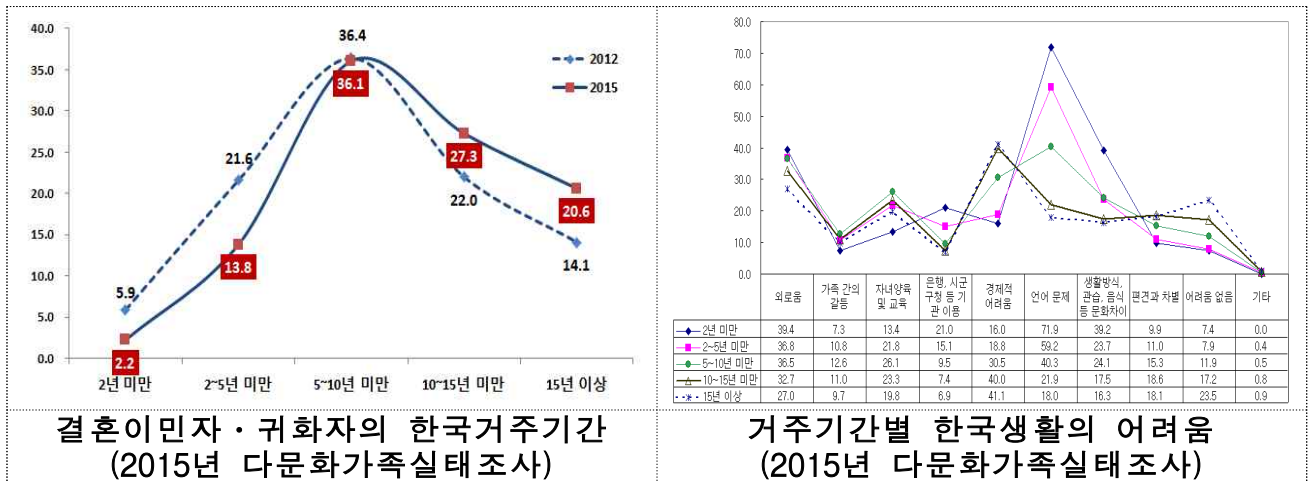 40.0
35.0
30.0
25.0
20.0
15.0
10.0
5.0
0.0
36.4
2012
2015
36.1
21.6
27.3
22.0
20.6
13.8
14.1
5.9
2.2
2년 미만 2~5년 미만 5~10년 미만 10~15년 미만 15년 이상
결혼이민자·귀화자의 한국거주기간
(2015년 다문화가족실태조사)
80.0
70.0
60.0
50.0
40.0
30.0
20.0
10.0
0.0
외로움 가족 간의 갈등 자녀양육 및 교육 은행, 시군구청 등 기관 이용 경제적 어려움 언어 문제 생활방식, 관습, 음식 등 문화차이 편견과 차별 어려움 없음 기타
2년 미만 39.4 7.3 13.4 21.0 16.0 71.9 39.2 9.9 7.4 0.0
2~5년 미만 36.8 10.8 21.8 15.1 18.8 59.2 23.7 11.0 7.9 0.4
5~10년 미만 36.5 12.6 26.1 9.5 30.5 40.3 24.1 15.3 11.9 0.5
10~15년 미만 32.7 11.0 23.3 7.4 40.0 21.9 17.5 18.6 17.2 0.8
15년 이상 27.0 9.7 19.8 6.9 41.1 18.0 16.3 18.1 23.5 0.9
거주기간별 한국생활의 어려움
(2015년 다문화가족실태조사)